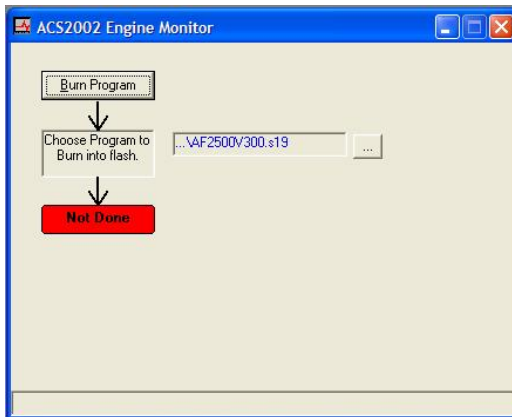 ACS2002 Engine Monitor
Burn Program
Choose Program to
Burn into flash.
...\AF2500V300.s19
...
Not Done